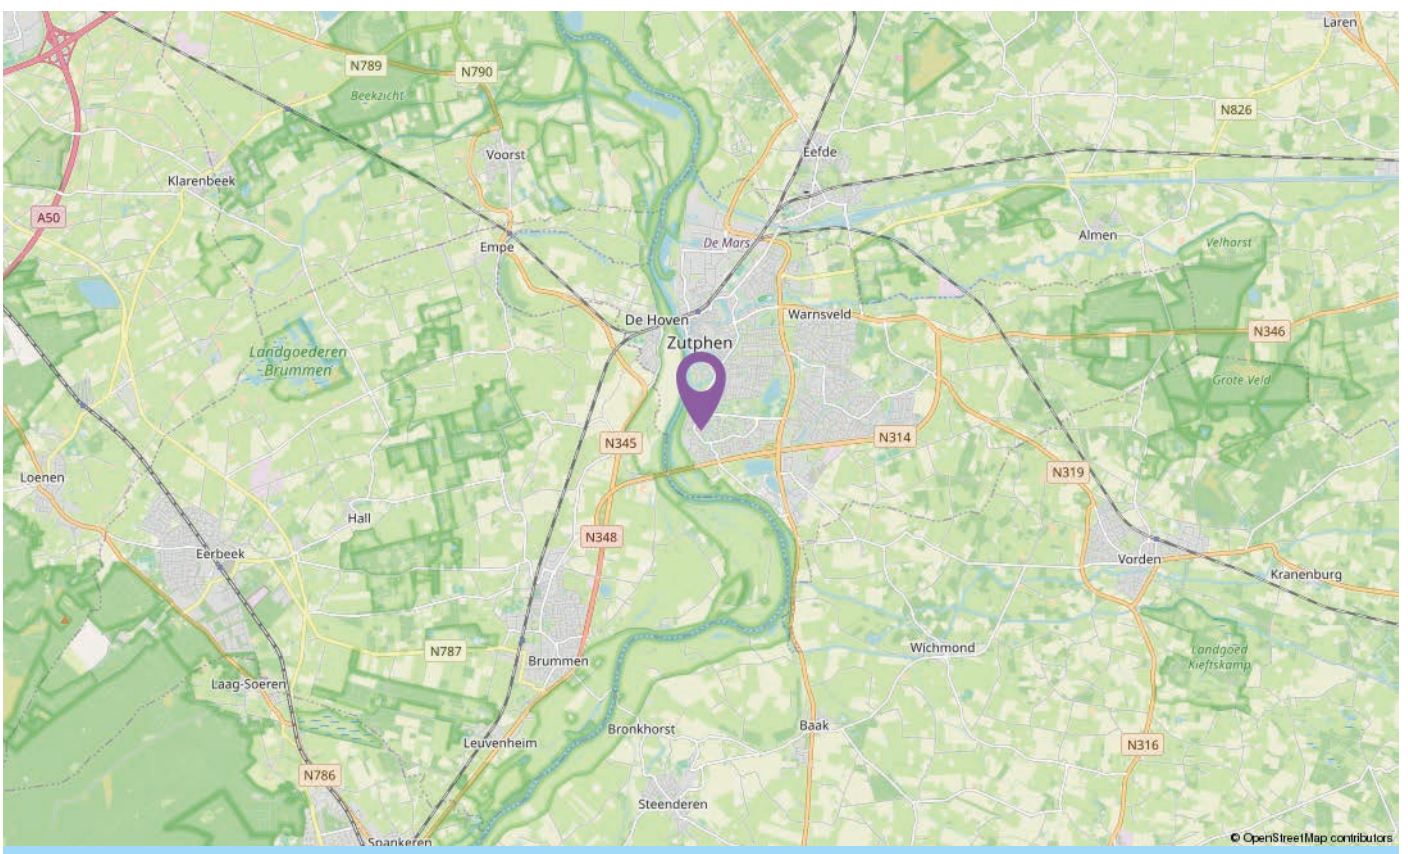 Laren
N789
N790
Beekzicht
N826
Voorst
Eefde
Klarenbeek
A50
De Mars
Almen
Velhorst
Empe
De Hoven
Warnsveld
N346
Zutphen
Landgoederen
Brummen
Grote Veld
N345
N314
N319
Loenen
Hall
N348
Eerbeek
Vorden
Kranenburg
N787
Brummen
Wichmond
Landgoed
Kieftskamp
Laag-Soeren
Bronkhorst
Baak
Leuvenheim
N316
N786
Steenderen
Spankeren
© OpenStreetMap contributors